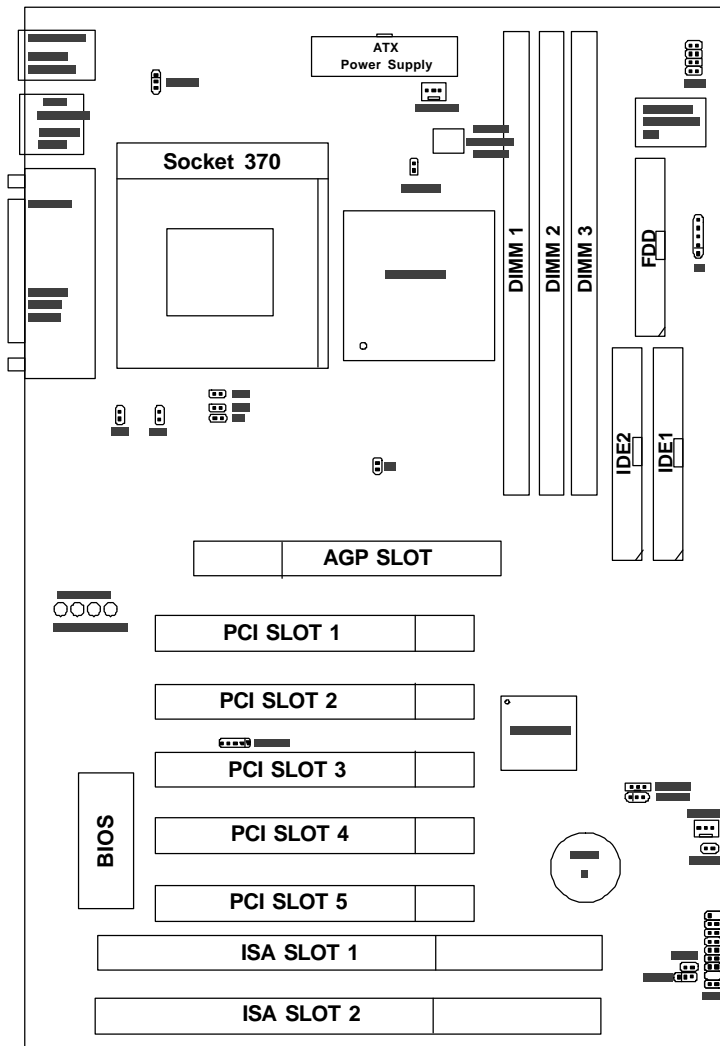 ATX
Power Supply
Socket 370
DIMM 1
DIMM 2
DIMM 3
FDD
IDE2
IDE1
AGP SLOT
PCI SLOT 1
PCI SLOT 2
PCI SLOT 3
BIOS
PCI SLOT 4
PCI SLOT 5
ISA SLOT 1
ISA SLOT 2